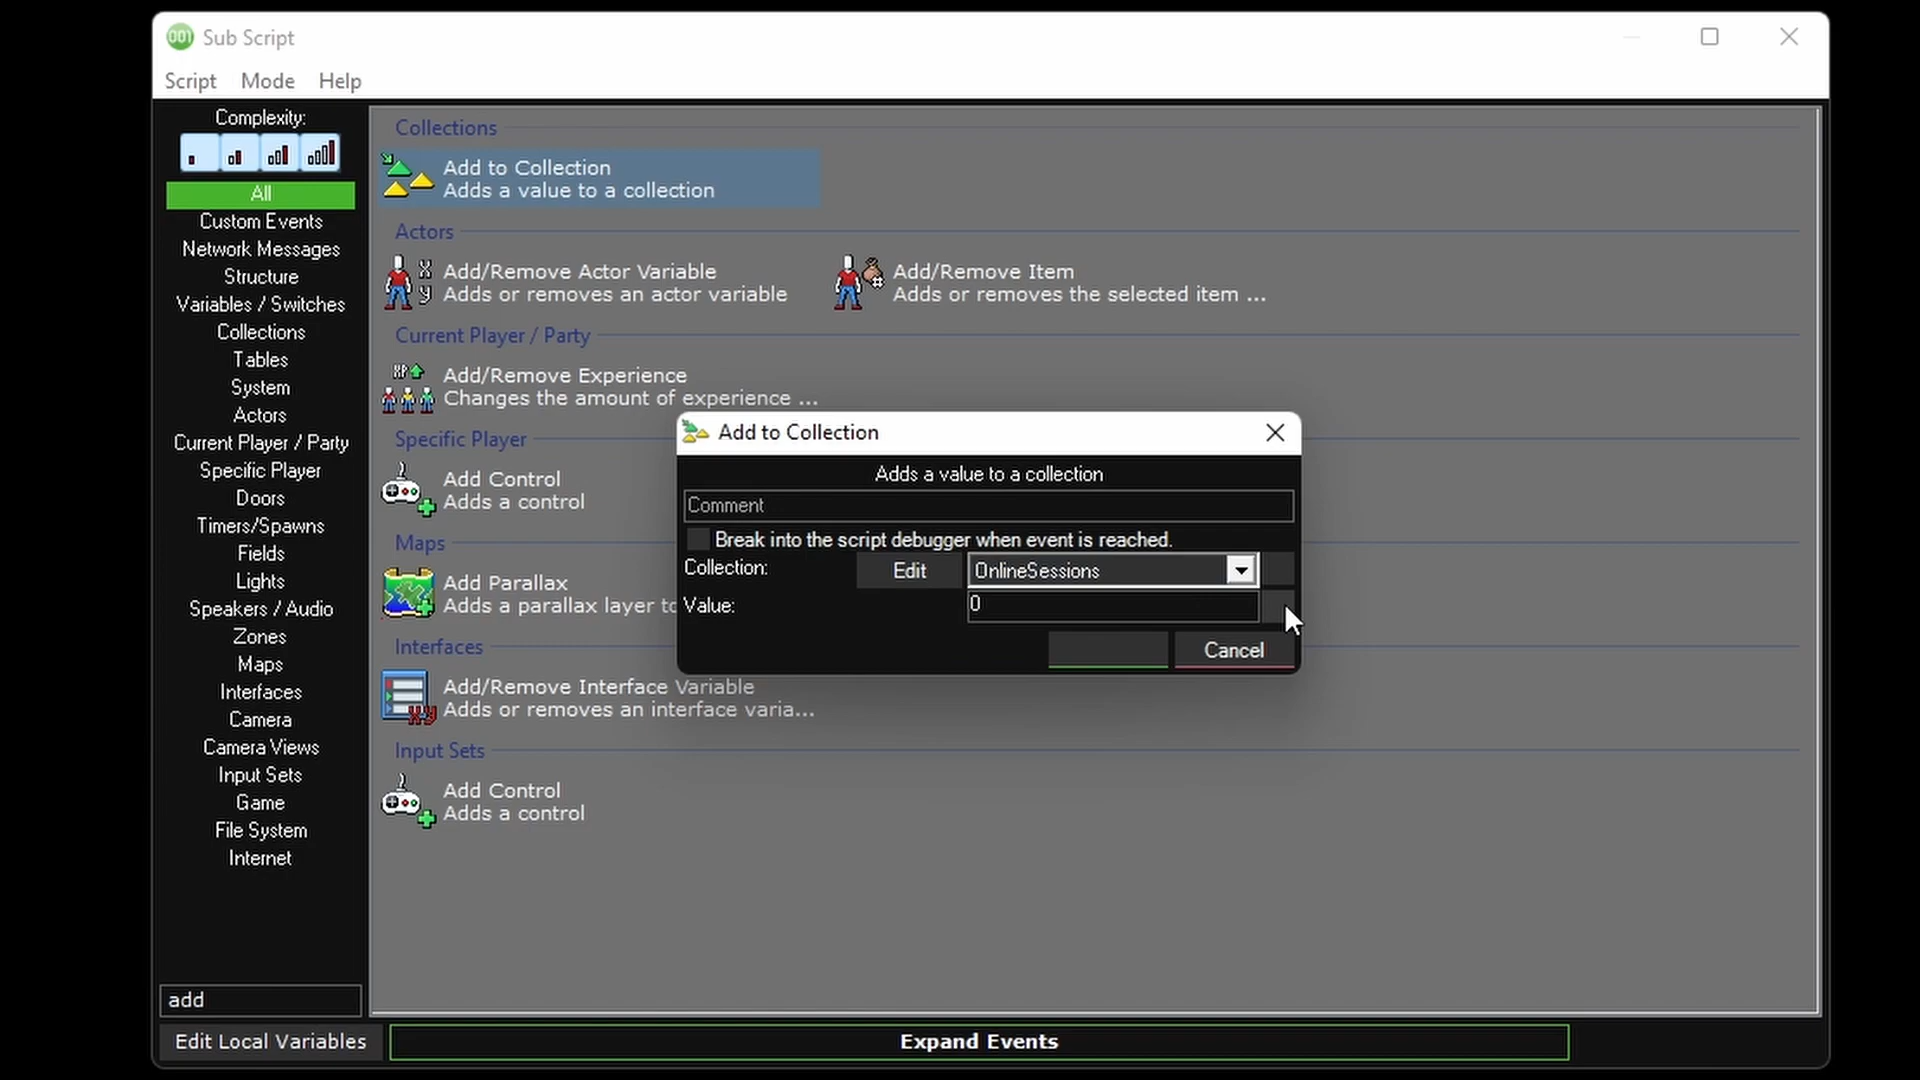 001 Sub Script
Script Mode Help
Complexity:
All
Custom Events
Network Messages
Structure
Variables / Switches
Collections
Tables
System
Actors
Current Player / Party
Specific Player
Doors
Timers/Spawns
Fields
Lights
Speakers / Audio
Zones
Maps
Interfaces
Camera
Camera Views
Input Sets
Game
File System
Internet
add
Edit Local Variables
Collections
Add to Collection
Adds a value to a collection
Actors
Add/Remove Actor Variable
Adds or removes an actor variable
Add/Remove Item
Adds or removes the selected item ...
Current Player / Party
Add/Remove Experience
Changes the amount of experience ...
Specific Player
Add Control
Adds a control
Maps
Add Parallax
Adds a parallax layer to
Interfaces
Add/Remove Interface Variable
Adds or removes an interface varia...
Input Sets
Add Control
Adds a control
Expand Events
Add to Collection
Adds a value to a collection
Comment
Break into the script debugger when event is reached.
Collection: Edit OnlineSessions
Value: 0
Cancel